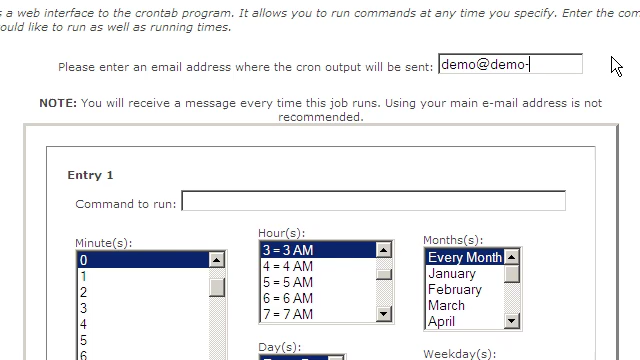 s a web interface to the crontab program. It allows you to run commands at any time you specify. Enter the com
ould like to run as well as running times.
Please enter an email address where the cron output will be sent: demo@demo-
NOTE: You will receive a message every time this job runs. Using your main e-mail address is not
recommended.
Entry 1
Command to run:
Minute(s):
0
1
2
3
4
5
6
Hour(s):
3 = 3 AM
4 = 4 AM
5 = 5 AM
6 = 6 AM
7 = 7 AM
Months(s):
Every Month
January
February
March
April
Day(s):
Weekday(s):